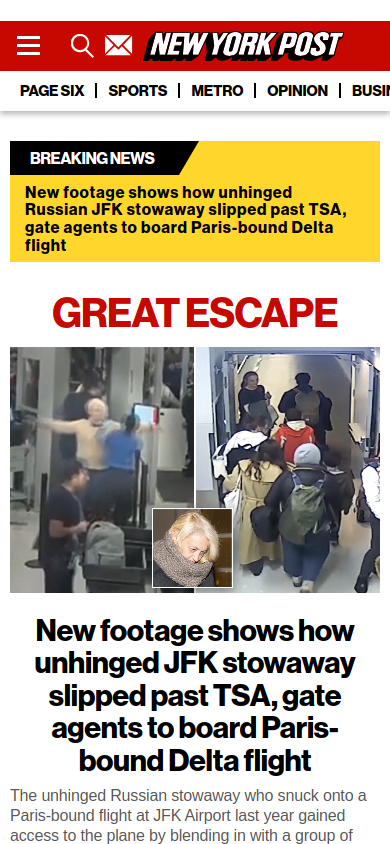 NEW YORK POST
PAGE SIX
SPORTS
METRO
OPINION
BUSIN
BREAKING NEWS
New footage shows how unhinged
Russian JFK stowaway slipped past TSA,
gate agents to board Paris-bound Delta
flight
GREAT ESCAPE
New footage shows how
unhinged JFK stowaway
slipped past TSA, gate
agents to board Paris-
bound Delta flight
The unhinged Russian stowaway who snuck onto a
Paris-bound flight at JFK Airport last year gained
access to the plane by blending in with a group of